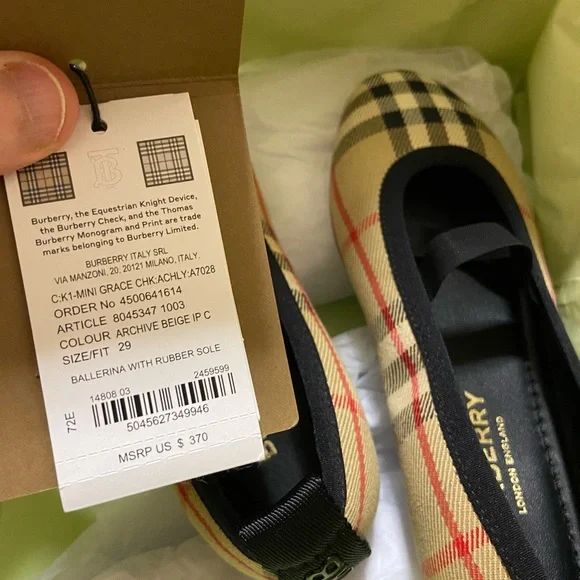 Burberry, the Equestrian Knight Device,
the Burberry Check, and the Thomas
Burberry Monogram and Print are trade
marks belonging to Burberry Limited.
BURBERRY ITALY SRL
VIA MANZONI, 20, 20121 MILANO, ITALY.
C:K1-MINI GRACE CHK:ACHLY:A7028
ORDER No 4500641614
ARTICLE 8045347 1003
COLOUR ARCHIVE BEIGE IP C
SIZE/FIT 29
BALLERINA WITH RUBBER SOLE
14808 03 2459599
72E
5045627349946
MSRP US $ 370
BERRY
LONDON ENGLAND